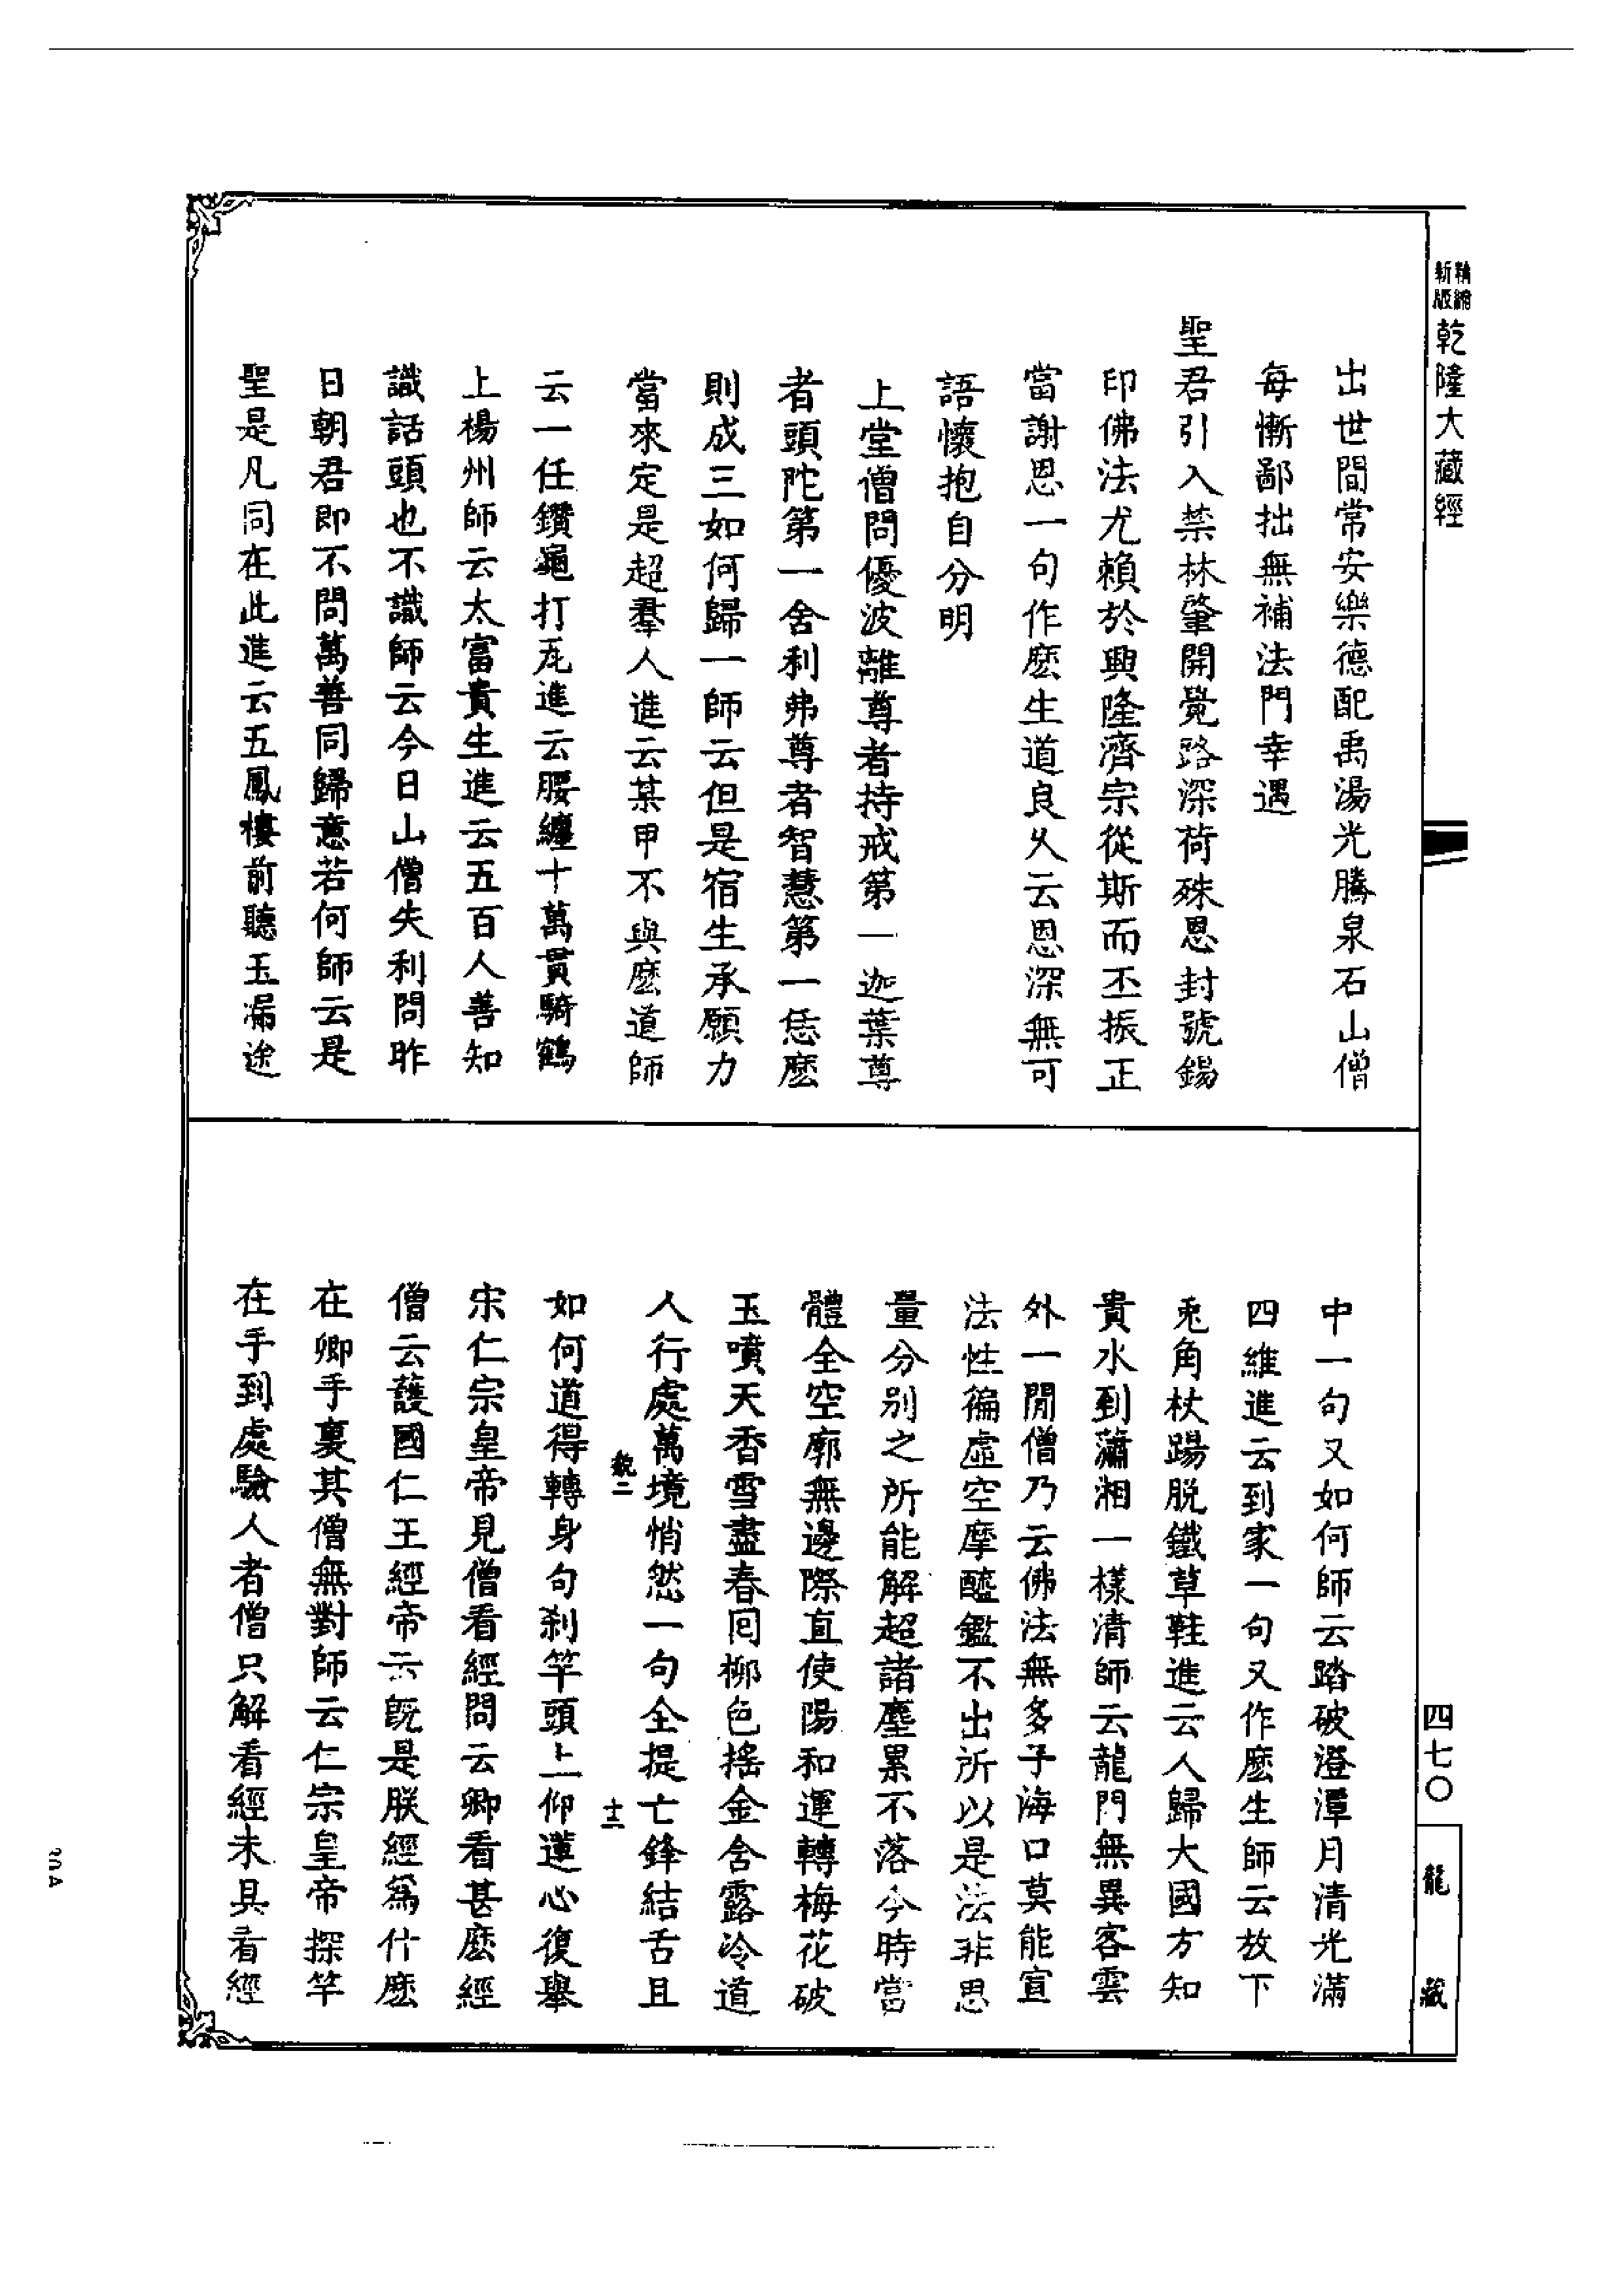 新版精縮乾隆大藏經
出世間常安樂德配禹湯光騰泉石山僧
每慚鄙拙無補法門幸遇
聖君引入禁林肇開覺路深荷殊恩封號錫
印佛法尤賴於興隆濟宗從斯而丕振正
當謝恩一句作麽生道良久云恩深無可
語懷抱自分明
上堂僧問優波離尊者持戒第一迦葉尊
者頭陀第一舍利弗尊者智慧第一恁麽
則成三如何歸一師云但是宿生承願力
當來定是超羣人進云某甲不與麽道師
云一任鑽龜打瓦進云腰纏十萬貫騎鶴
上楊州師云太富貴生進云五百人善知
識話頭也不識師云今日山僧失利問昨
日朝君即不問萬善同歸意若何師云是
聖是凡同在此進云五鳳樓前聽玉漏途
中一句又如何師云踏破澄潭月清光滿
四維進云到家一句又作麽生師云放下
兎角杖踢脫鐵草鞋進云人歸大國方知
貴水到瀟湘一樣清師云龍門無異客雲
外一閒僧乃云佛法無多子海口莫能宣
法性徧虛空摩醯鑑不出所以是法非思
量分別之所能解超諸塵累不落今時當
體全空廓無邊際直使陽和運轉梅花破
玉噴天香雪盡春囘柳色搖金含露冷道
人行處萬境悄然一句全提亡鋒結舌且
如何道得轉身句刹竿頭上仰蓮心復舉
宋仁宗皇帝見僧看經問云卿看甚麽經
僧云護國仁王經帝云既是朕經爲什麽
在卿手裏其僧無對師云仁宗皇帝探竿
在手到處驗人者僧只解看經未具看經
四七〇
龍藏
十二